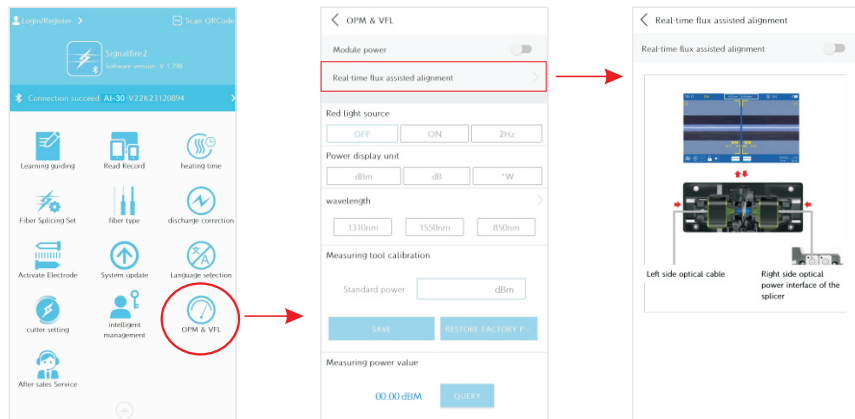 Login/Register >
Scan QRCode
Signalfire2
Software version: V 1.798
Connection succeed AI-30 V22K23120894 >
Learning guiding
Read Record
heating time
Fiber Splicing Set
fiber type
discharge correction
Activate Electrode
System update
Language selection
cutter setting
intelligent
management
OPM & VFL
After-sales Service
OPM & VFL
Module power
Real-time flux assisted alignment
Red light source
OFF
ON
2Hz
Power display unit
dBm
dB
"W
wavelength
1310nm
1550nm
850nm
Measuring tool calibration
Standard power
dBm
SAVE
RESTORE FACTORY P···
Measuring power value
00.00 dBM
QUERY
Real-time flux assisted alignment
Real-time flux assisted alignment
Left side optical cable
Right side optical
power interface of the
splicer